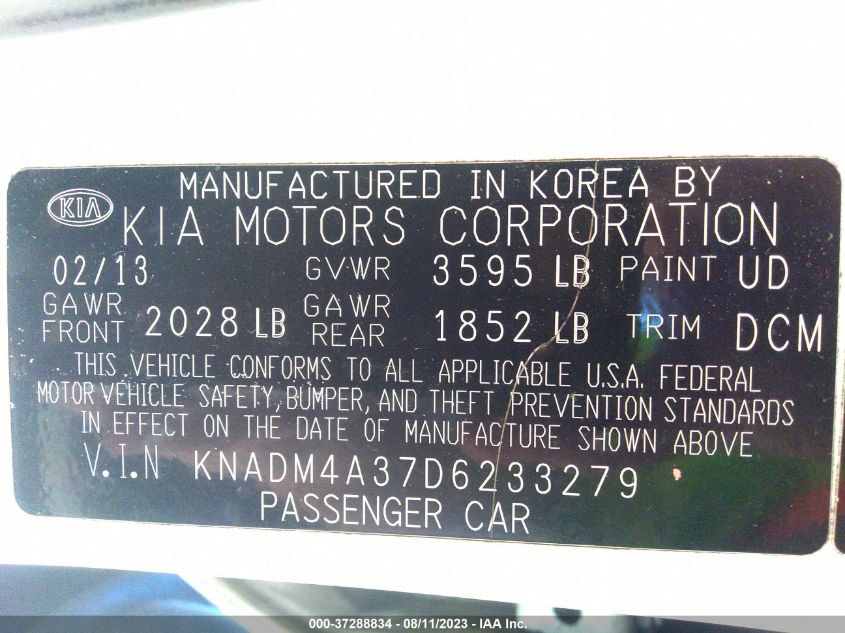 MANUFACTURED IN KOREA BY
KIA KIA MOTORS CORPORATION
02/13 GVWR 3595 LB PAINT UD
GAWR FRONT 2028 LB GAWR REAR 1852 LB TRIM DCM
THIS VEHICLE CONFORMS TO ALL APPLICABLE U.S.A. FEDERAL
MOTOR VEHICLE SAFETY, BUMPER, AND THEFT PREVENTION STANDARDS
IN EFFECT ON THE DATE OF MANUFACTURE SHOWN ABOVE
V.I.N KNADM4A37D6233279
PASSENGER CAR
000-37288834 - 08/11/2023 - IAA Inc.